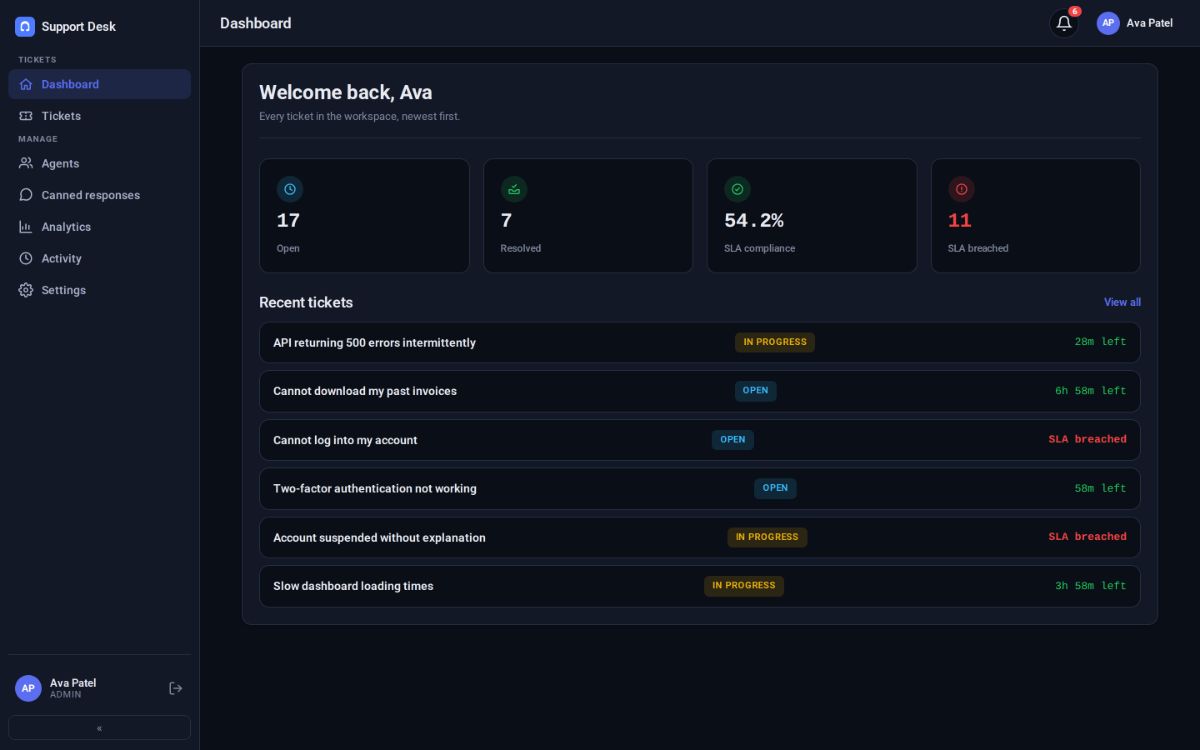 Support Desk
TICKETS
Dashboard
Tickets
MANAGE
Agents
Canned responses
Analytics
Activity
Settings
AP
Ava Patel
ADMIN
«
Dashboard
6
AP
Ava Patel
Welcome back, Ava
Every ticket in the workspace, newest first.
17
Open
7
Resolved
54.2%
SLA compliance
11
SLA breached
Recent tickets
View all
API returning 500 errors intermittently
IN PROGRESS
28m left
Cannot download my past invoices
OPEN
6h 58m left
Cannot log into my account
OPEN
SLA breached
Two-factor authentication not working
OPEN
58m left
Account suspended without explanation
IN PROGRESS
SLA breached
Slow dashboard loading times
IN PROGRESS
3h 58m left